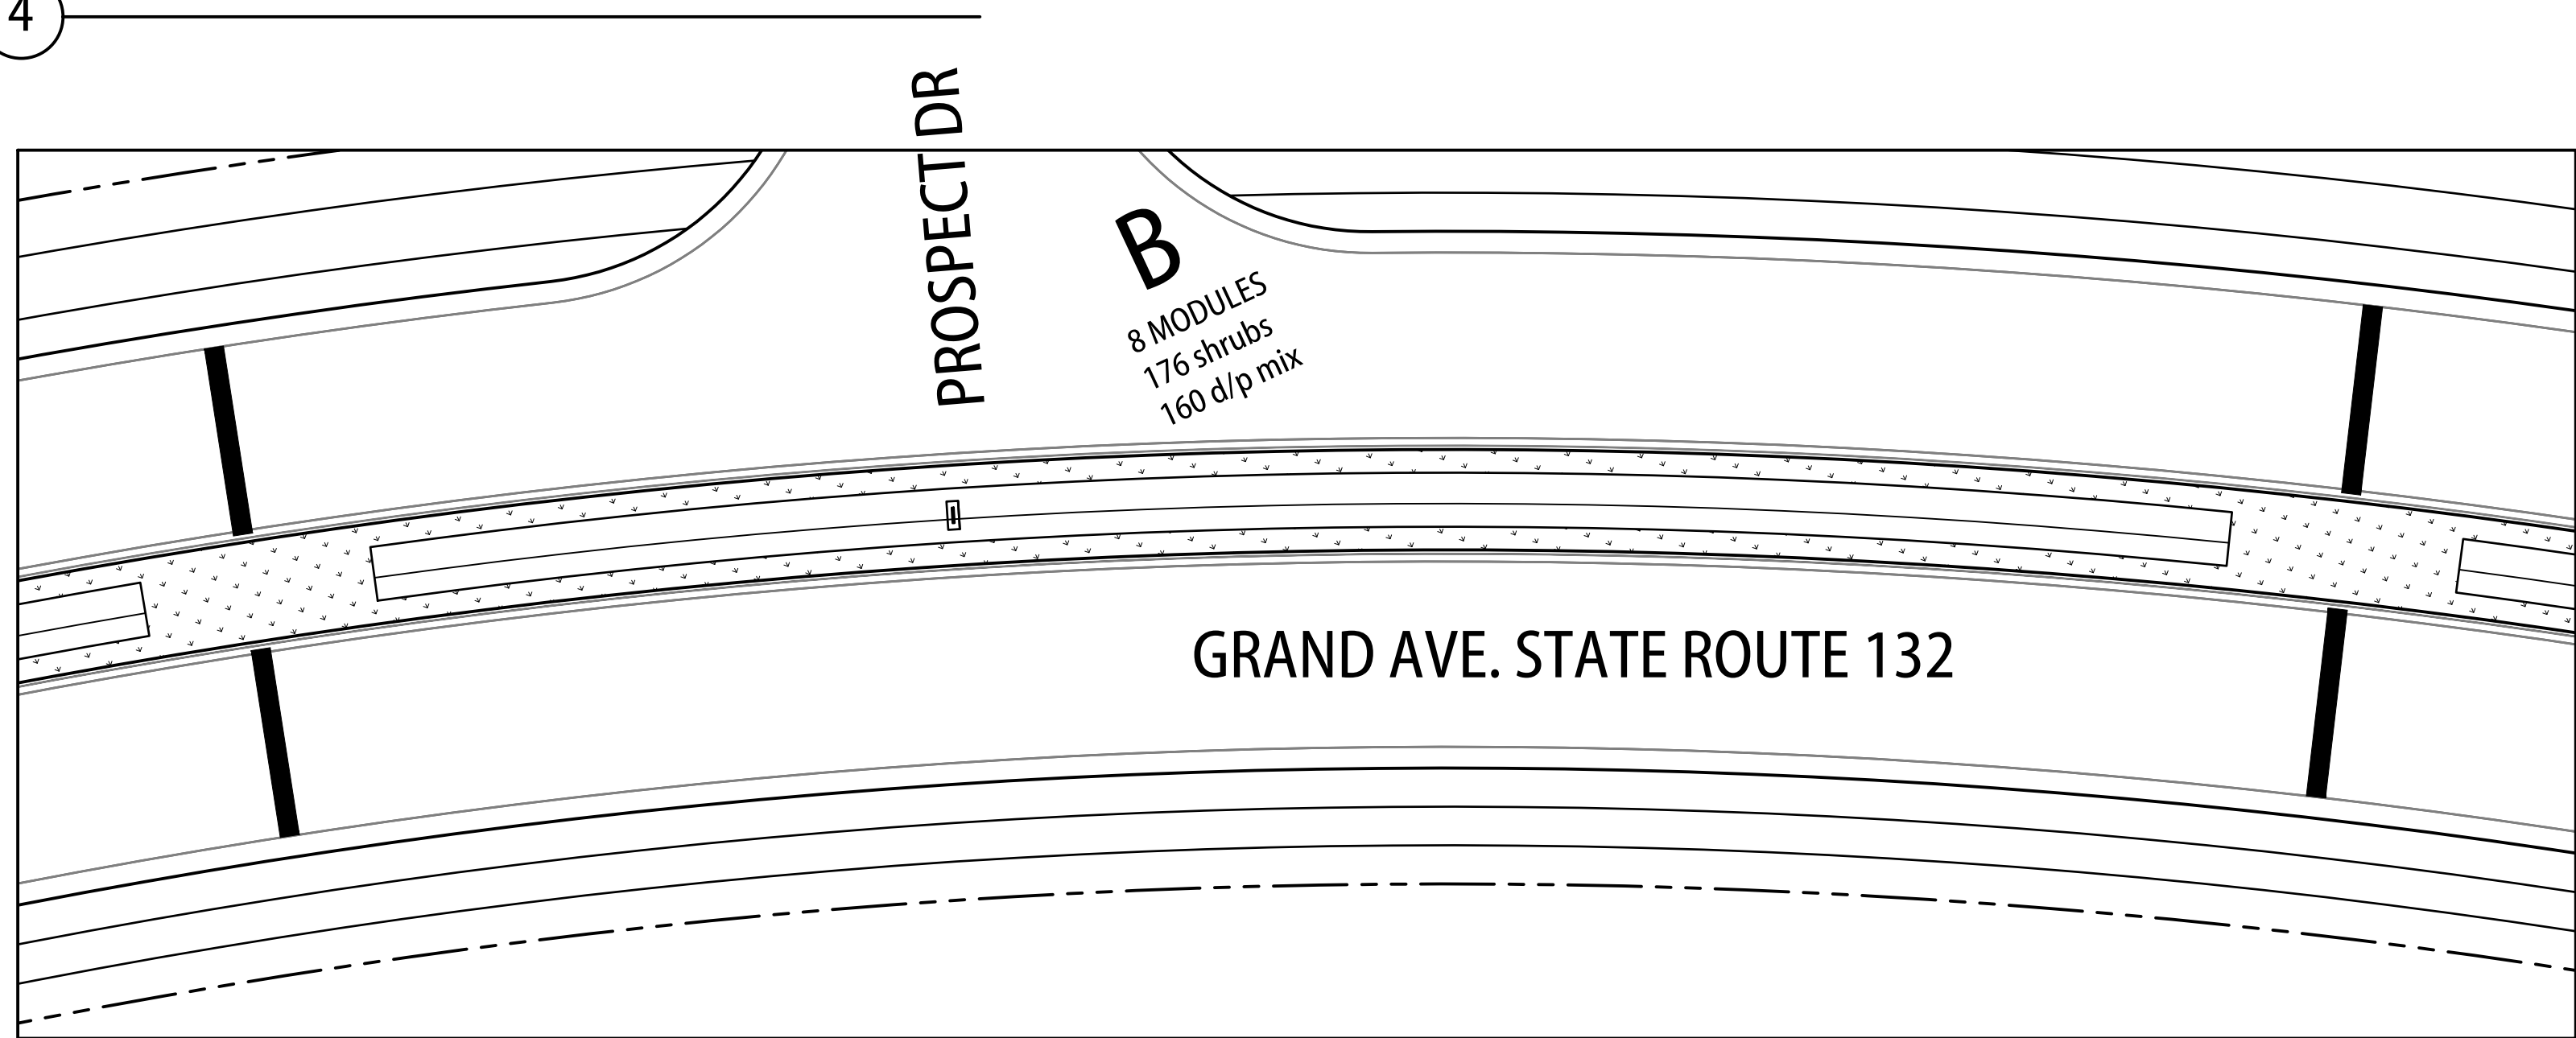 4
PROSPECT DR
B
8 MODULES
176 shrubs
160 d/p mix
GRAND AVE. STATE ROUTE 132